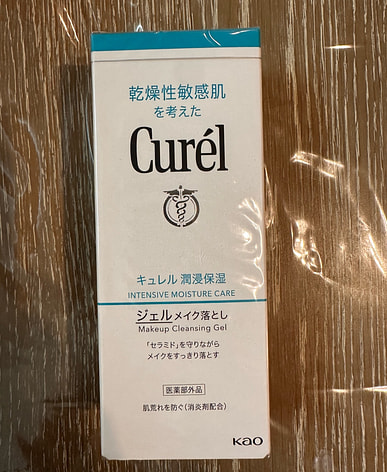 乾燥性敏感肌
を考えた
Curél
キュレル 潤浸保湿
INTENSIVE MOISTURE CARE
ジェルメイク落とし
Makeup Cleansing Gel
「セラミド」を守りながら
メイクをすっきり落とす
医薬部外品
肌荒れを防ぐ(消炎剤配合)
Kao